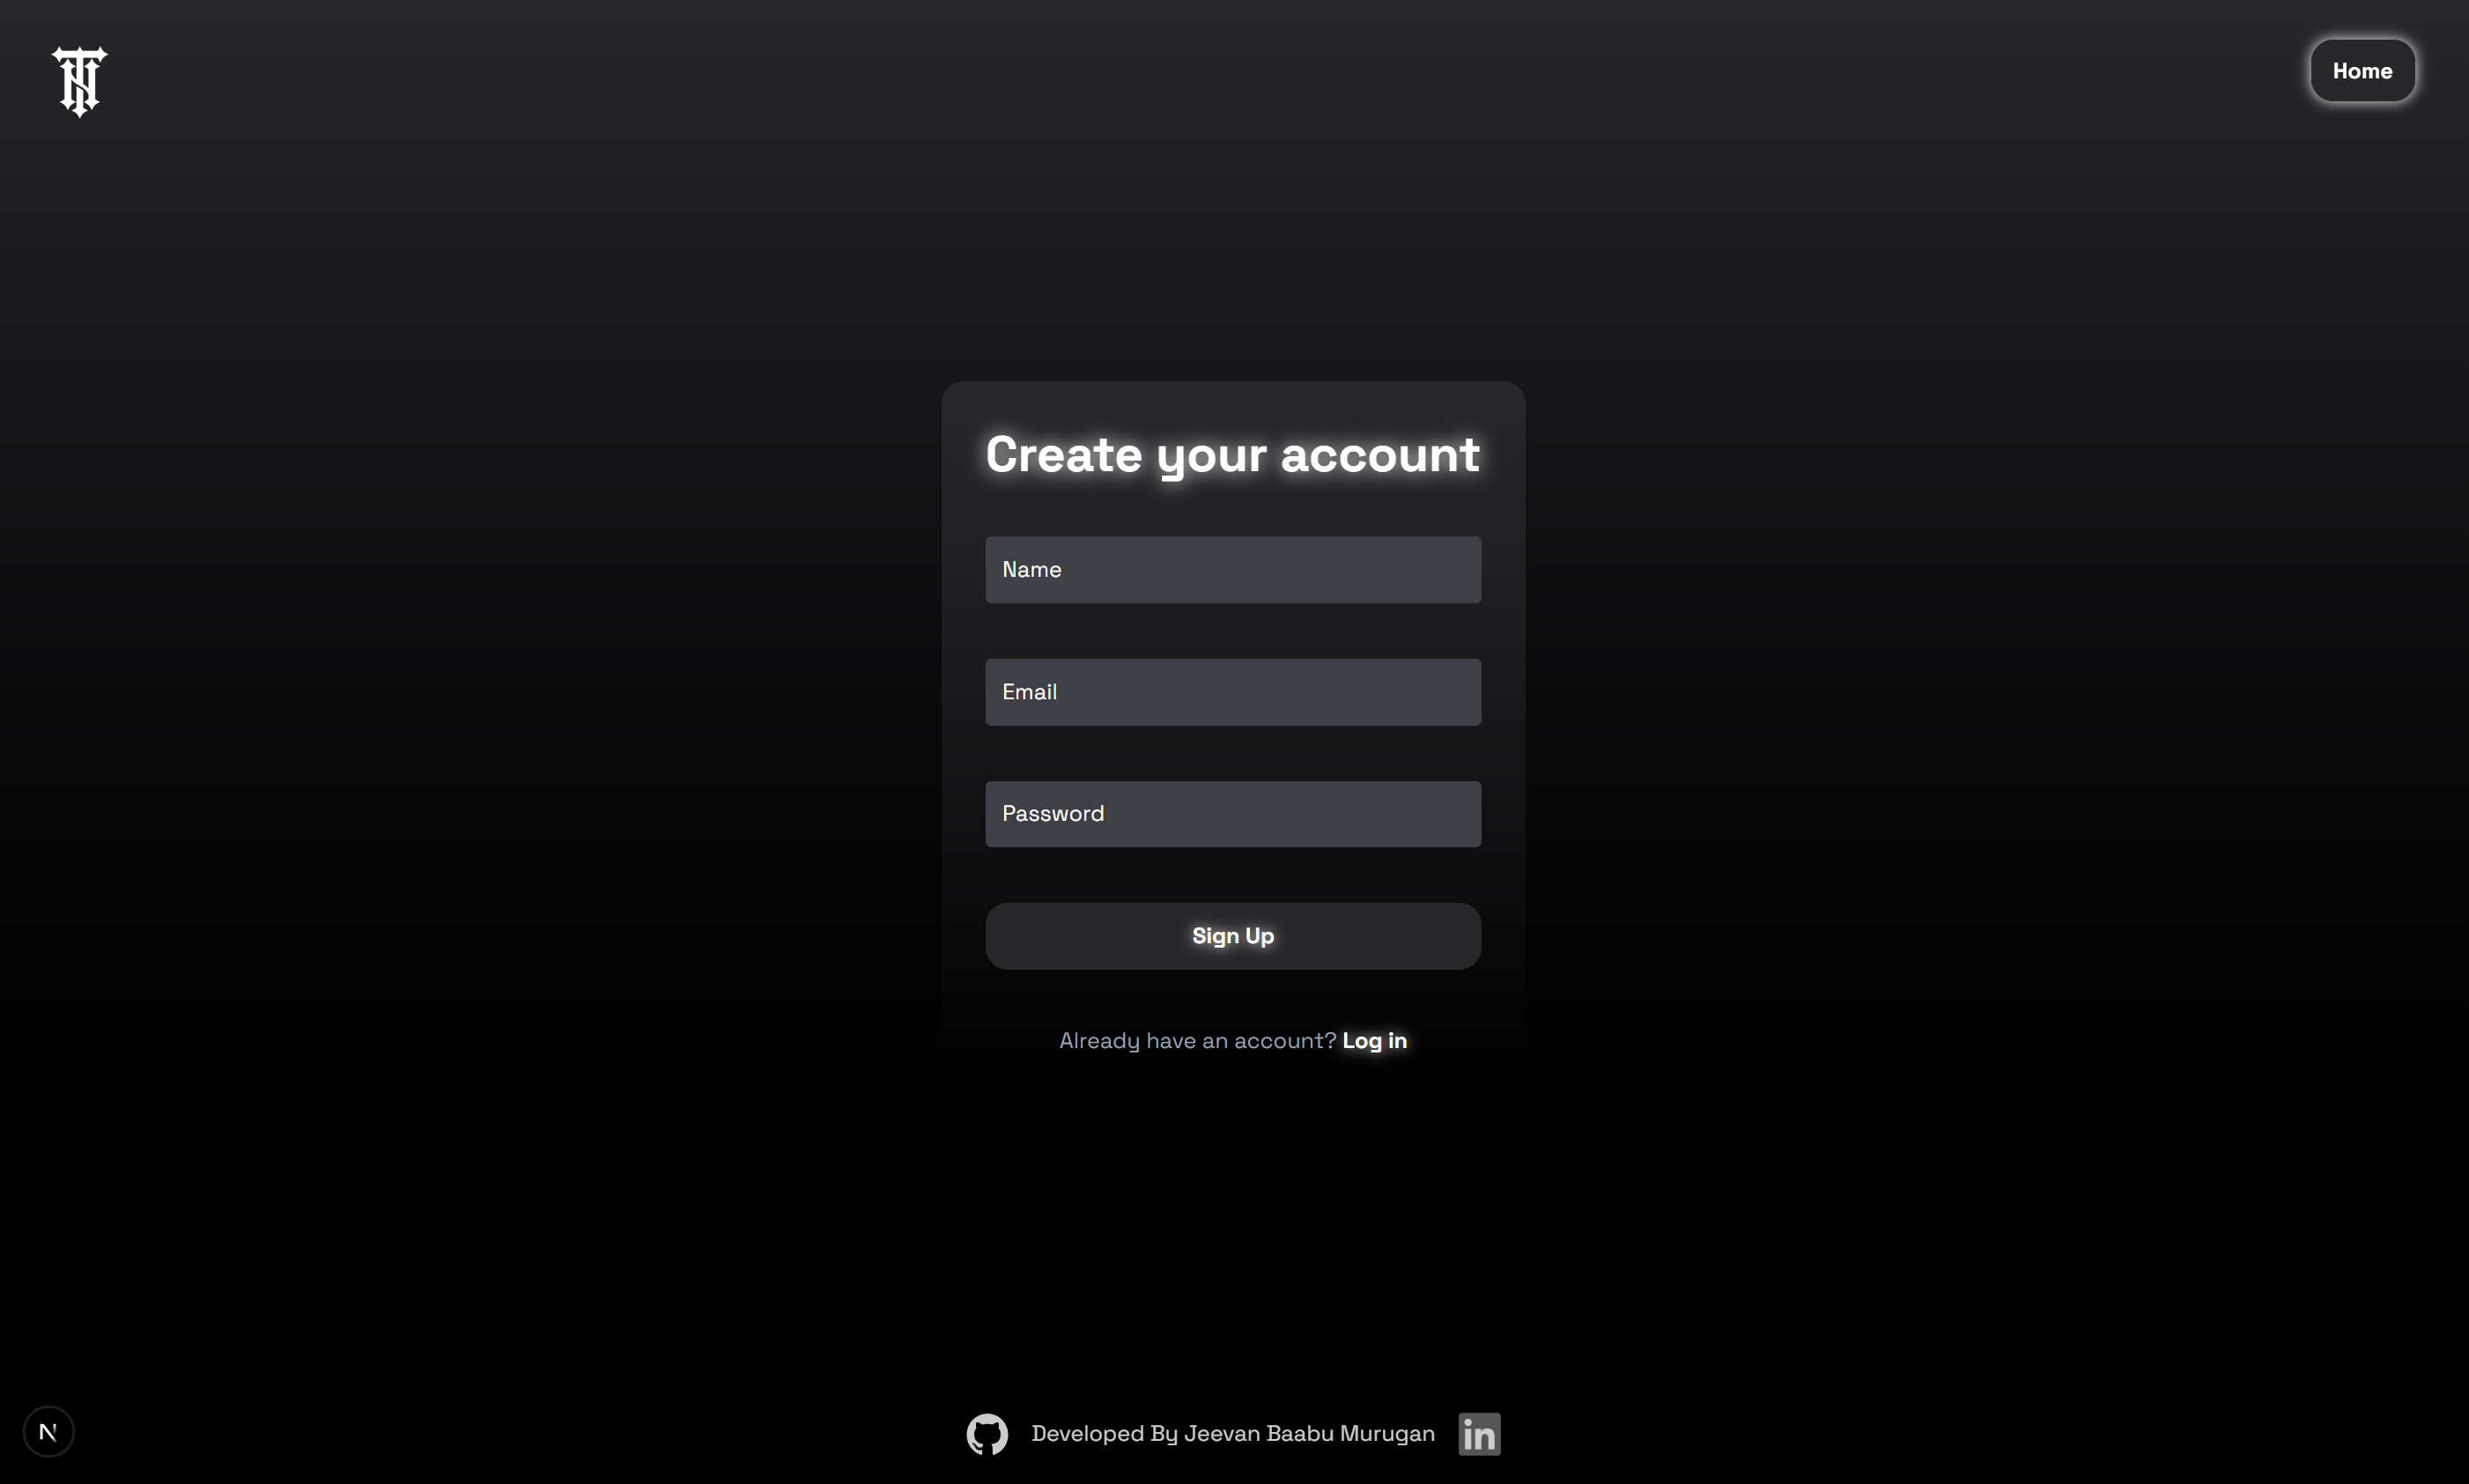 Home
Create your account
Name
Email
Password
Sign Up
Already have an account? Log in
N
Developed By Jeevan Baabu Murugan
in